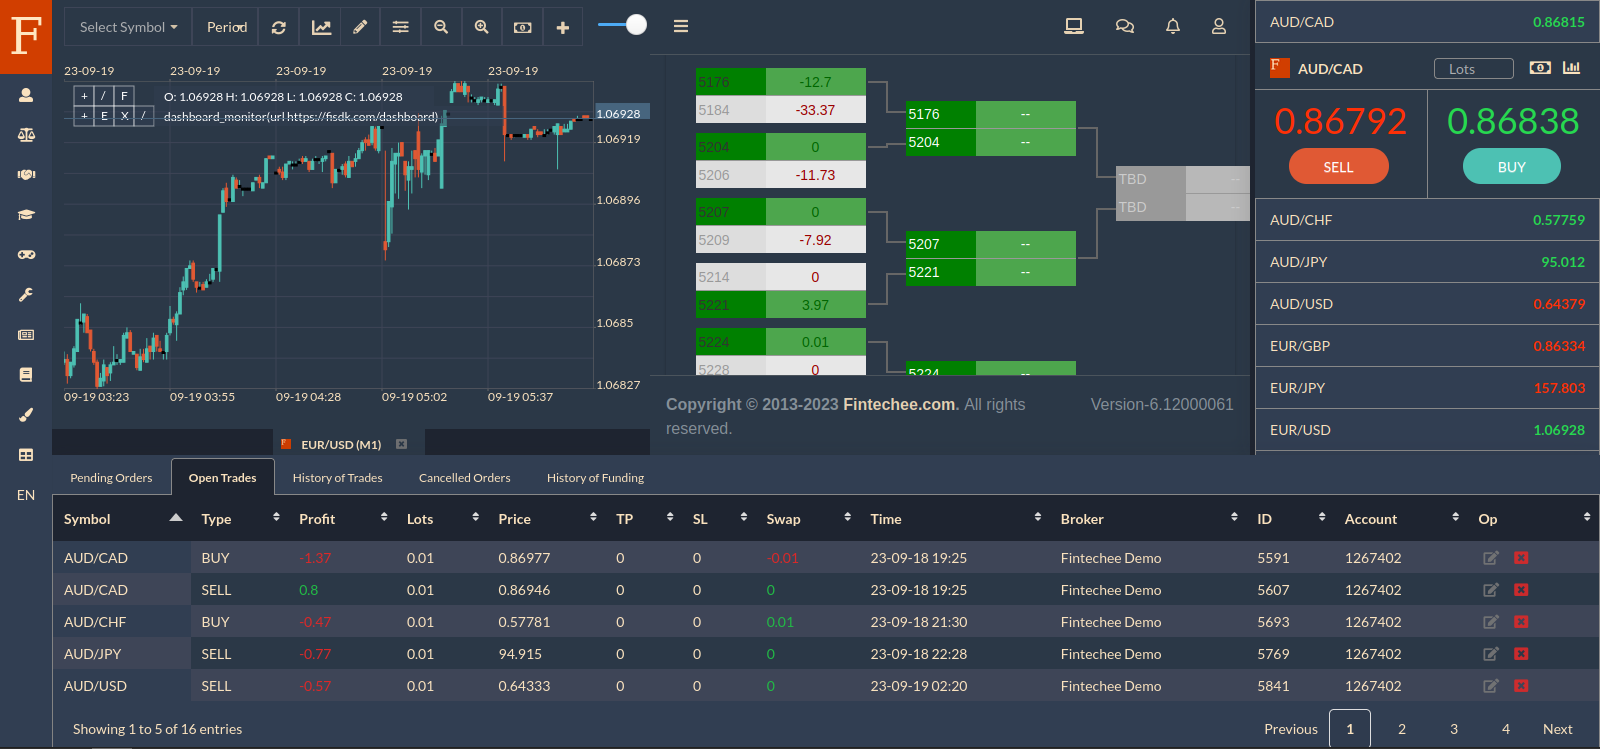 F
Select Symbol
Period
23-09-19 23-09-19 23-09-19 23-09-19 23-09-19
+ / F
O: 1.06928 H: 1.06928 L: 1.06928 C: 1.06928
+ E X /
dashboard_monitor(url https://fisdk.com/dashboard)
1.06928
1.06919
1.06896
1.06873
1.0685
1.06827
09-19 03:23 09-19 03:55 09-19 04:28 09-19 05:02 09-19 05:37
EUR/USD (M1)
5176 -12.7
5184 -33.37
5204 0
5206 -11.73
5207 0
5209 -7.92
5214 0
5221 3.97
5224 0.01
5228 0
5176 --
5204 --
5207 --
5221 --
5224 --
TBD --
TBD --
Copyright © 2013-2023 Fintechee.com. All rights
reserved.
Version-6.12000061
AUD/CAD 0.86815
F AUD/CAD Lots
0.86792 0.86838
SELL BUY
AUD/CHF 0.57759
AUD/JPY 95.012
AUD/USD 0.64379
EUR/GBP 0.86334
EUR/JPY 157.803
EUR/USD 1.06928
EN
Pending Orders Open Trades History of Trades Cancelled Orders History of Funding
Symbol Type Profit Lots Price TP SL Swap Time Broker ID Account Op
AUD/CAD BUY -1.37 0.01 0.86977 0 0 -0.01 23-09-18 19:25 Fintechee Demo 5591 1267402
AUD/CAD SELL 0.8 0.01 0.86946 0 0 0 23-09-18 19:25 Fintechee Demo 5607 1267402
AUD/CHF BUY -0.47 0.01 0.57781 0 0 0.01 23-09-18 21:30 Fintechee Demo 5693 1267402
AUD/JPY SELL -0.77 0.01 94.915 0 0 0 23-09-18 22:28 Fintechee Demo 5769 1267402
AUD/USD SELL -0.57 0.01 0.64333 0 0 0 23-09-19 02:20 Fintechee Demo 5841 1267402
Showing 1 to 5 of 16 entries
Previous 1 2 3 4 Next